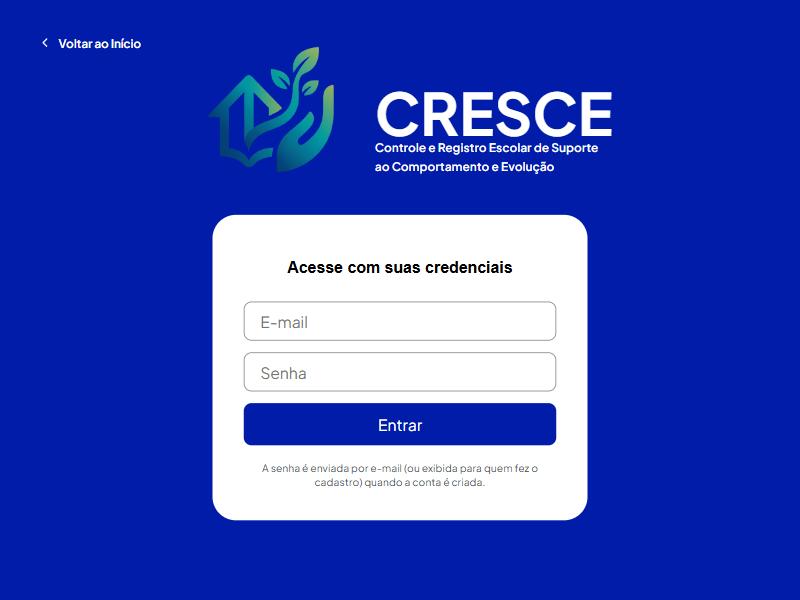 Voltar ao Início
CRESCE
Controle e Registro Escolar de Suporte
ao Comportamento e Evolução
Acesse com suas credenciais
E-mail
Senha
Entrar
A senha é enviada por e-mail (ou exibida para quem fez o
cadastro) quando a conta é criada.